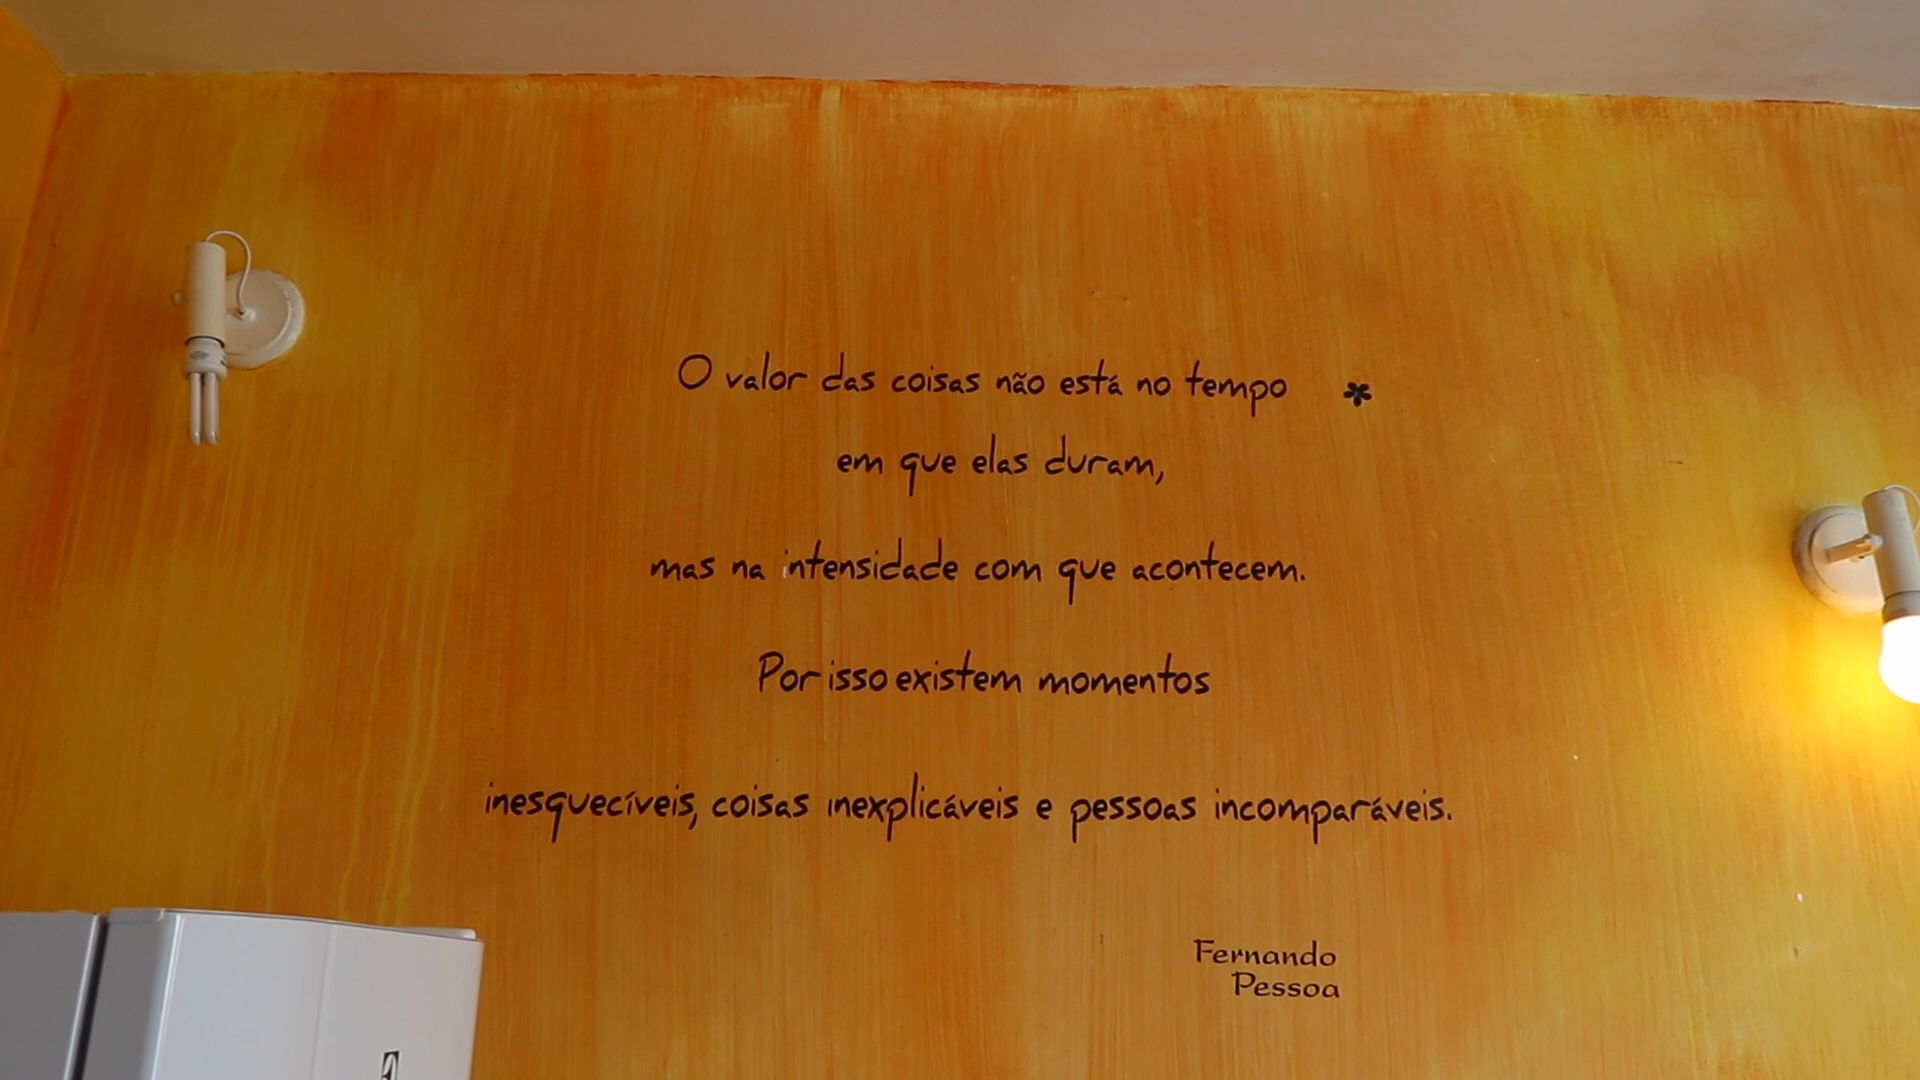 O valor das coisas não está no tempo *
em que elas duram,
mas na intensidade com que acontecem.
Por isso existem momentos
inesquecíveis, coisas inexplicáveis e pessoas incomparáveis.
Fernando
Pessoa